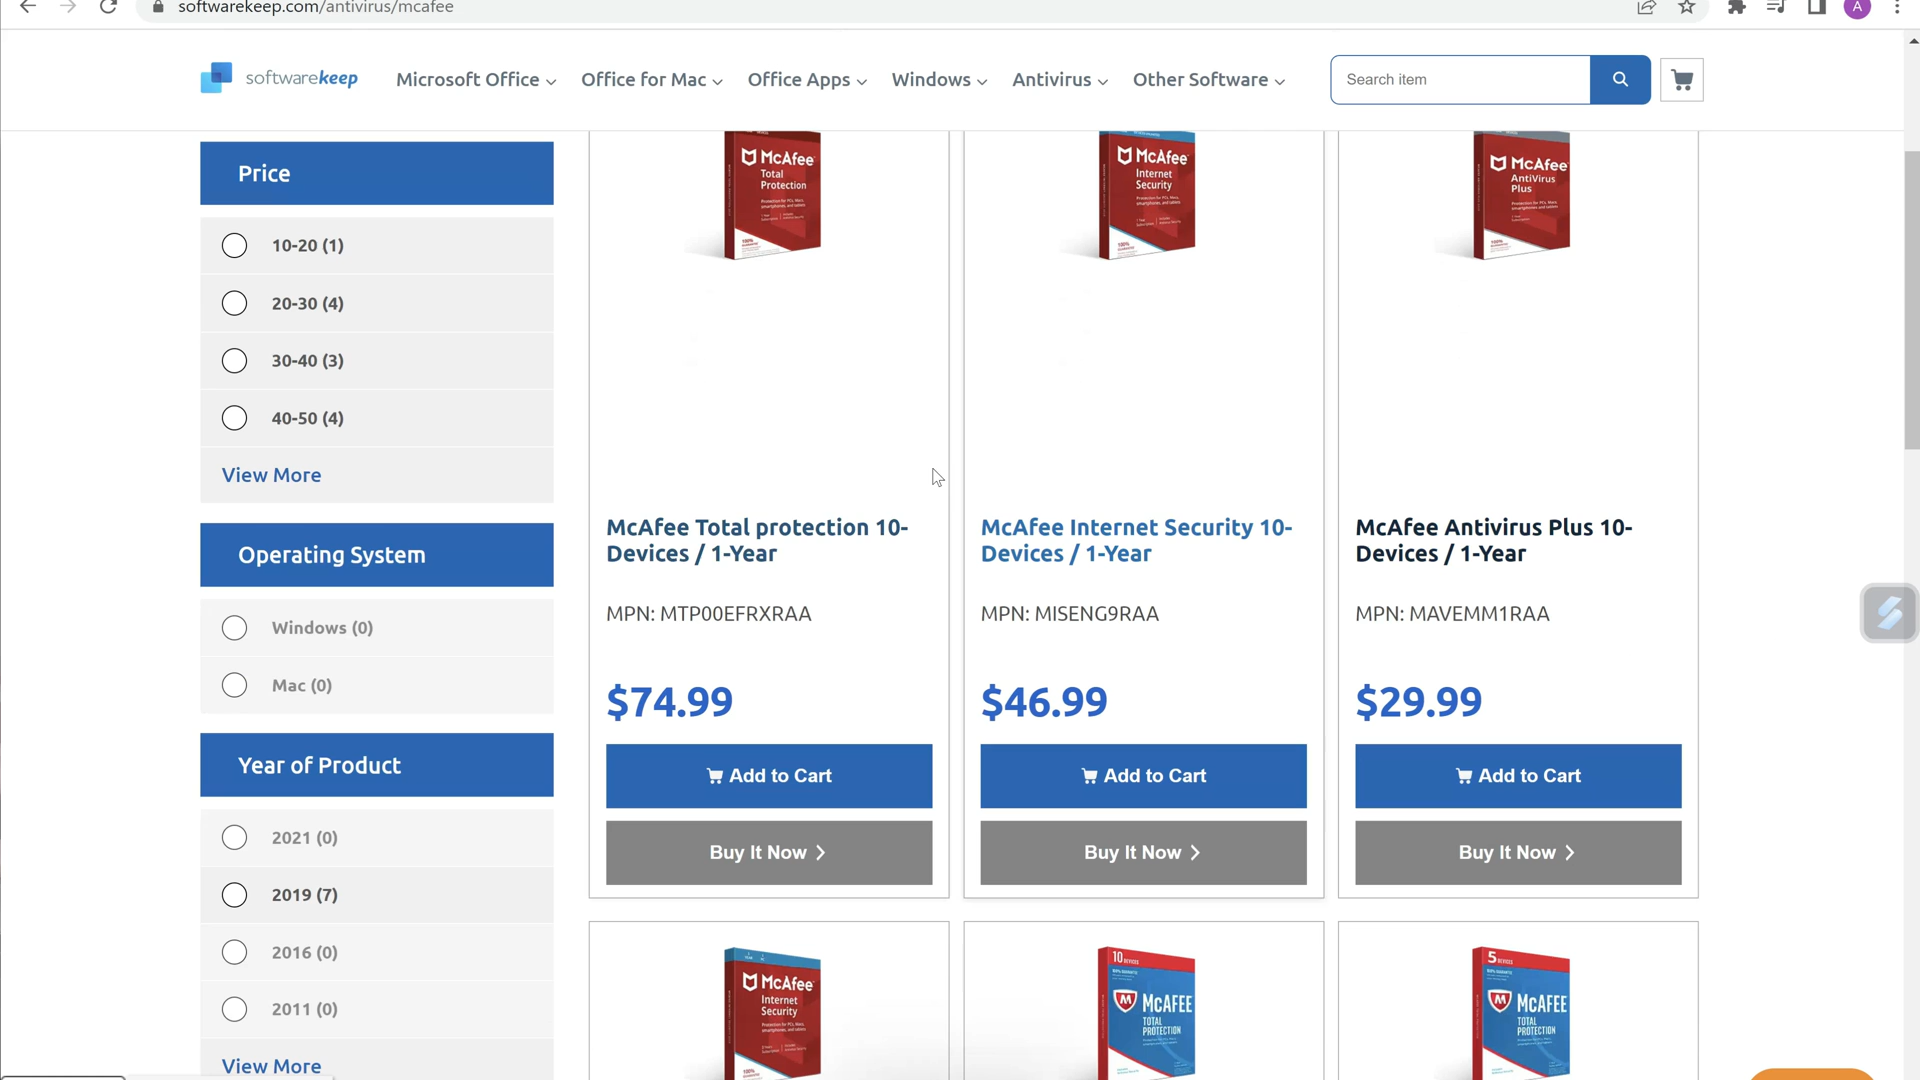 softwarekeep.com/antivirus/mcafee
A
softwarekeep
Microsoft Office
Office for Mac
Office Apps
Windows
Antivirus
Other Software
Search item
Price
10-20 (1)
20-30 (4)
30-40 (3)
40-50 (4)
View More
Operating System
Windows (0)
Mac (0)
Year of Product
2021 (0)
2019 (7)
2016 (0)
2011 (0)
View More
McAfee
Total
Protection
McAfee Total protection 10-
Devices / 1-Year
MPN: MTP00EFRXRAA
$74.99
Add to Cart
Buy It Now
McAfee
Internet
Security
McAfee Internet Security 10-
Devices / 1-Year
MPN: MISENG9RAA
$46.99
Add to Cart
Buy It Now
McAfee
AntiVirus
Plus
McAfee Antivirus Plus 10-
Devices / 1-Year
MPN: MAVEMM1RAA
$29.99
Add to Cart
Buy It Now
McAfee
Internet
Security
10 DEVICES
McAFEE
TOTAL
PROTECTION
5 DEVICES
McAFEE
TOTAL
PROTECTION